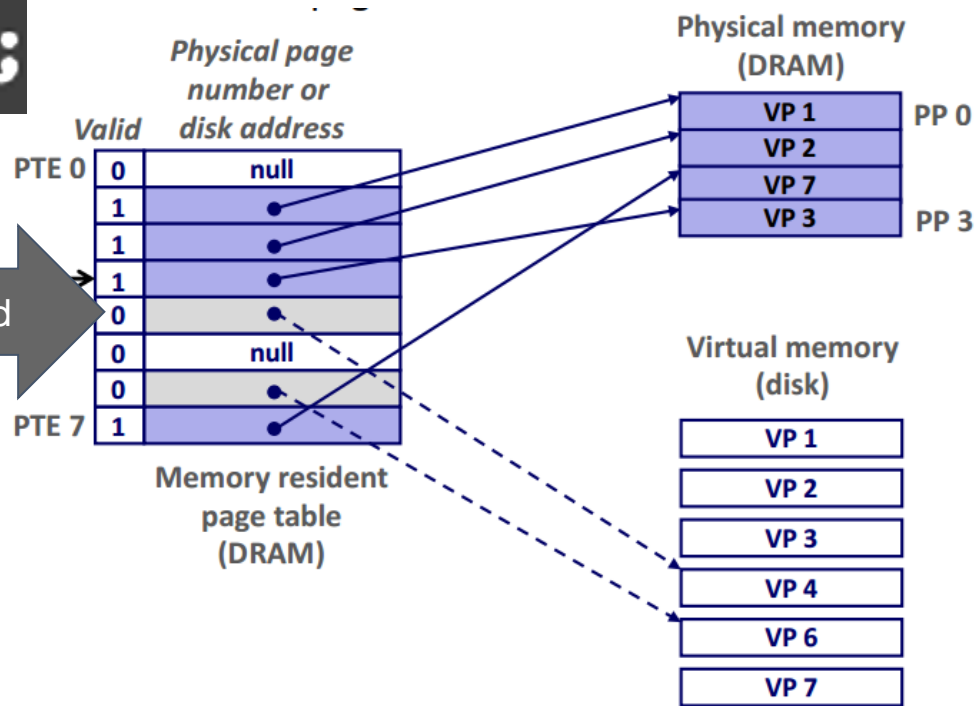 Physical page
number or
disk address
Valid
PTE 0
0
null
1
1
1
0
0
null
0
PTE 7
1
Memory resident
page table
(DRAM)
Physical memory
(DRAM)
VP 1
PP 0
VP 2
VP 7
VP 3
PP 3
Virtual memory
(disk)
VP 1
VP 2
VP 3
VP 4
VP 6
VP 7